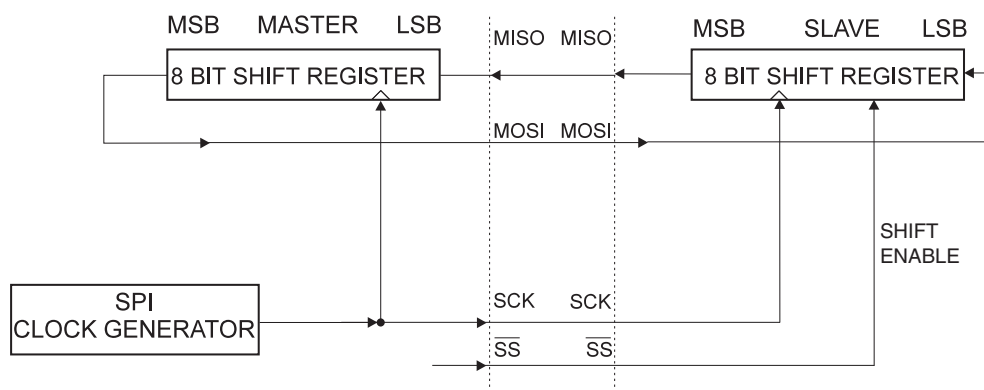 MSB MASTER LSB
MISO MISO
MSB SLAVE LSB
8 BIT SHIFT REGISTER
8 BIT SHIFT REGISTER
MOSI MOSI
SHIFT
ENABLE
SPI
CLOCK GENERATOR
SCK SCK
SS SS